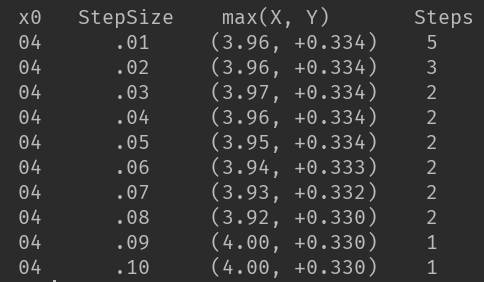 x0 StepSize max(X, Y) Steps
04 .01 (3.96, +0.334) 5
04 .02 (3.96, +0.334) 3
04 .03 (3.97, +0.334) 2
04 .04 (3.96, +0.334) 2
04 .05 (3.95, +0.334) 2
04 .06 (3.94, +0.333) 2
04 .07 (3.93, +0.332) 2
04 .08 (3.92, +0.330) 2
04 .09 (4.00, +0.330) 1
04 .10 (4.00, +0.330) 1